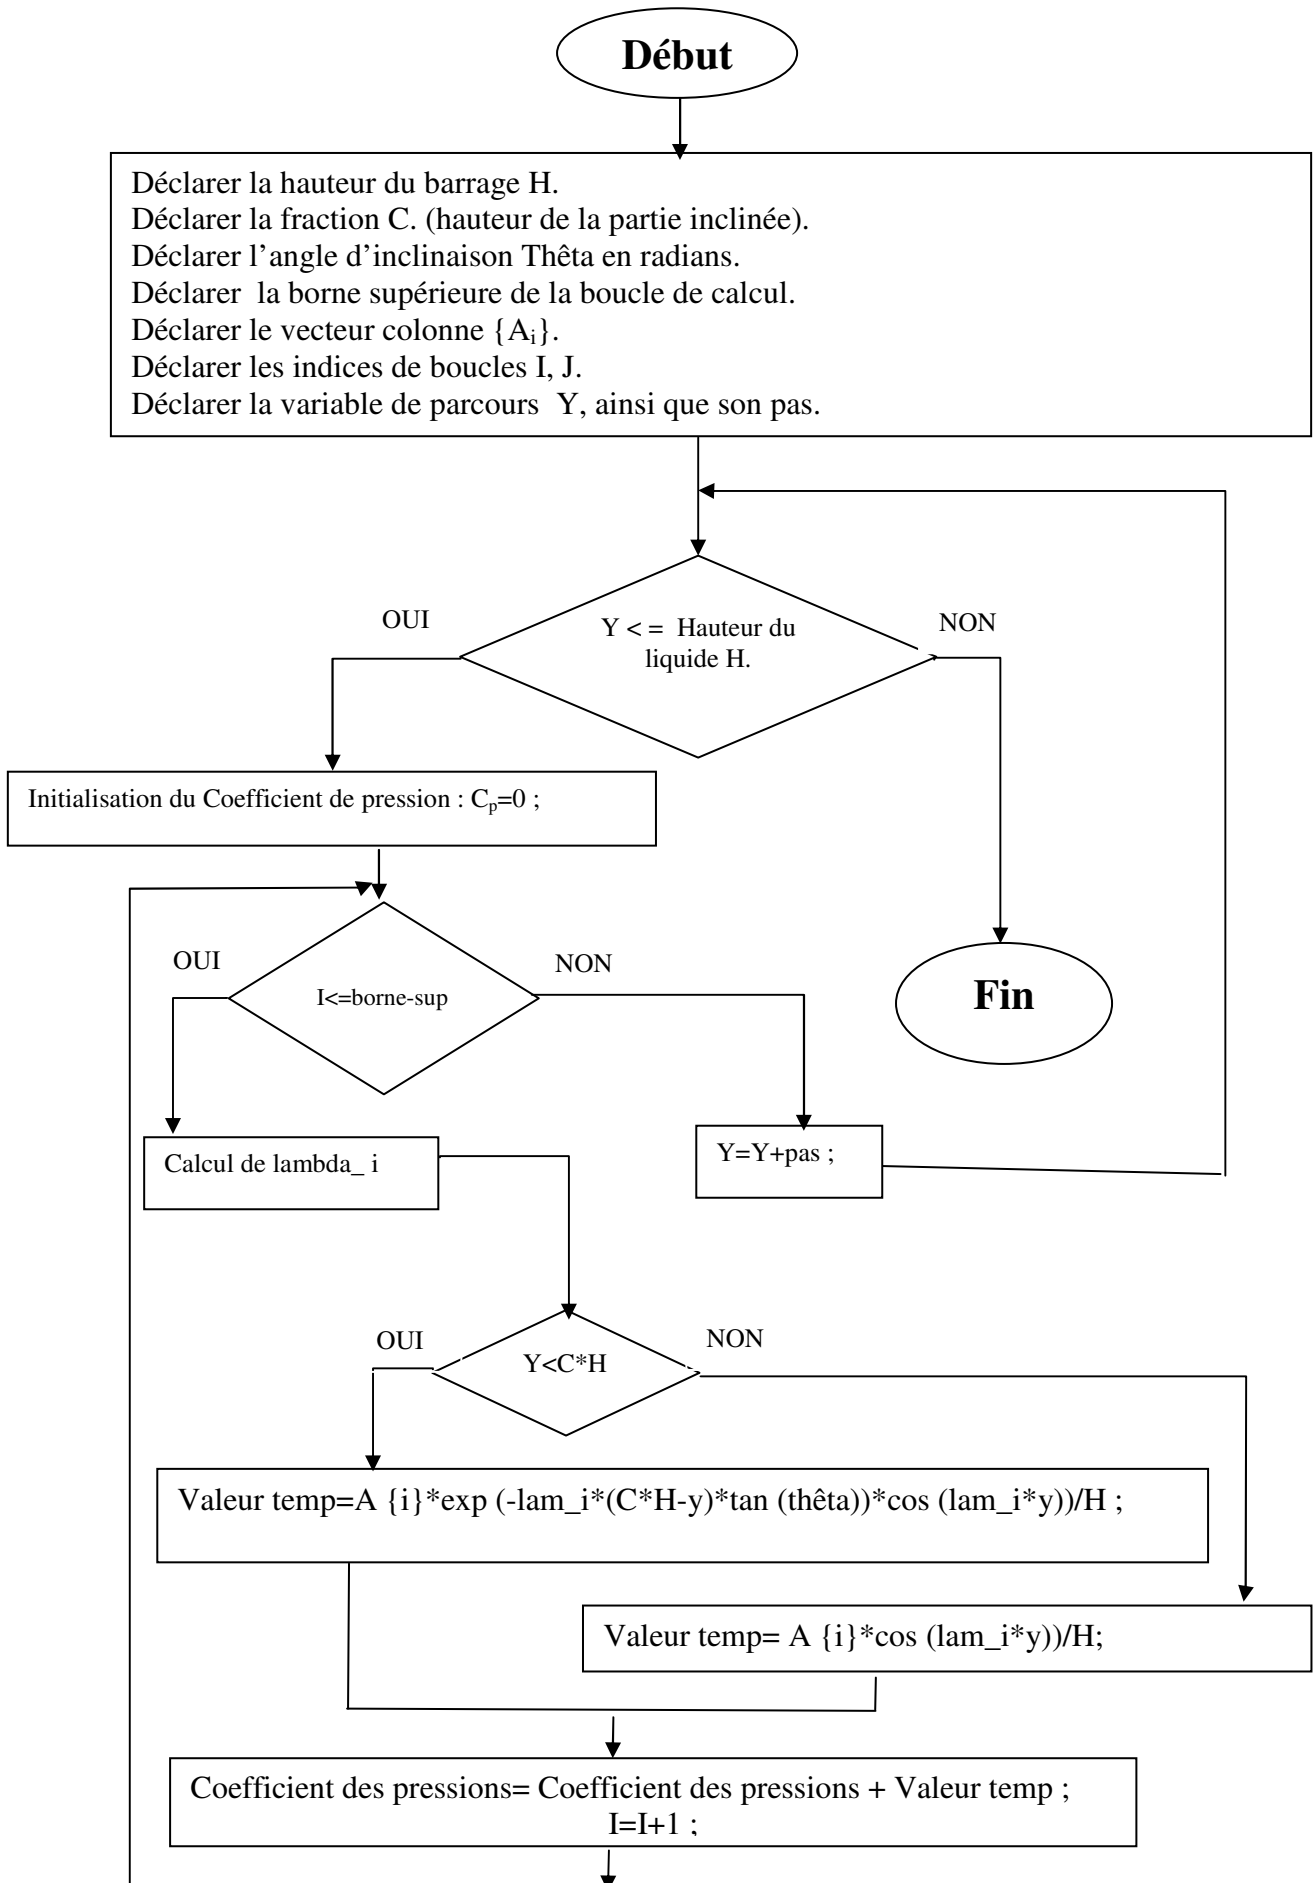 Début
Déclarer la hauteur du barrage H.
Déclarer la fraction C. (hauteur de la partie inclinée).
Déclarer l’angle d’inclinaison Thêta en radians.
Déclarer  la borne supérieure de la boucle de calcul.
Déclarer le vecteur colonne {Ai}.
Déclarer les indices de boucles I, J.
Déclarer la variable de parcours  Y, ainsi que son pas.
OUI
Y < =  Hauteur du
liquide H.
NON
Initialisation du Coefficient de pression : Cp=0 ;
OUI
I<=borne-sup
NON
Fin
Calcul de lambda_ i
Y=Y+pas ;
OUI
Y<C*H
NON
Valeur temp=A {i}*exp (-lam_i*(C*H-y)*tan (thêta))*cos (lam_i*y))/H ;
Valeur temp= A {i}*cos (lam_i*y))/H;
Coefficient des pressions= Coefficient des pressions + Valeur temp ;
I=I+1 ;